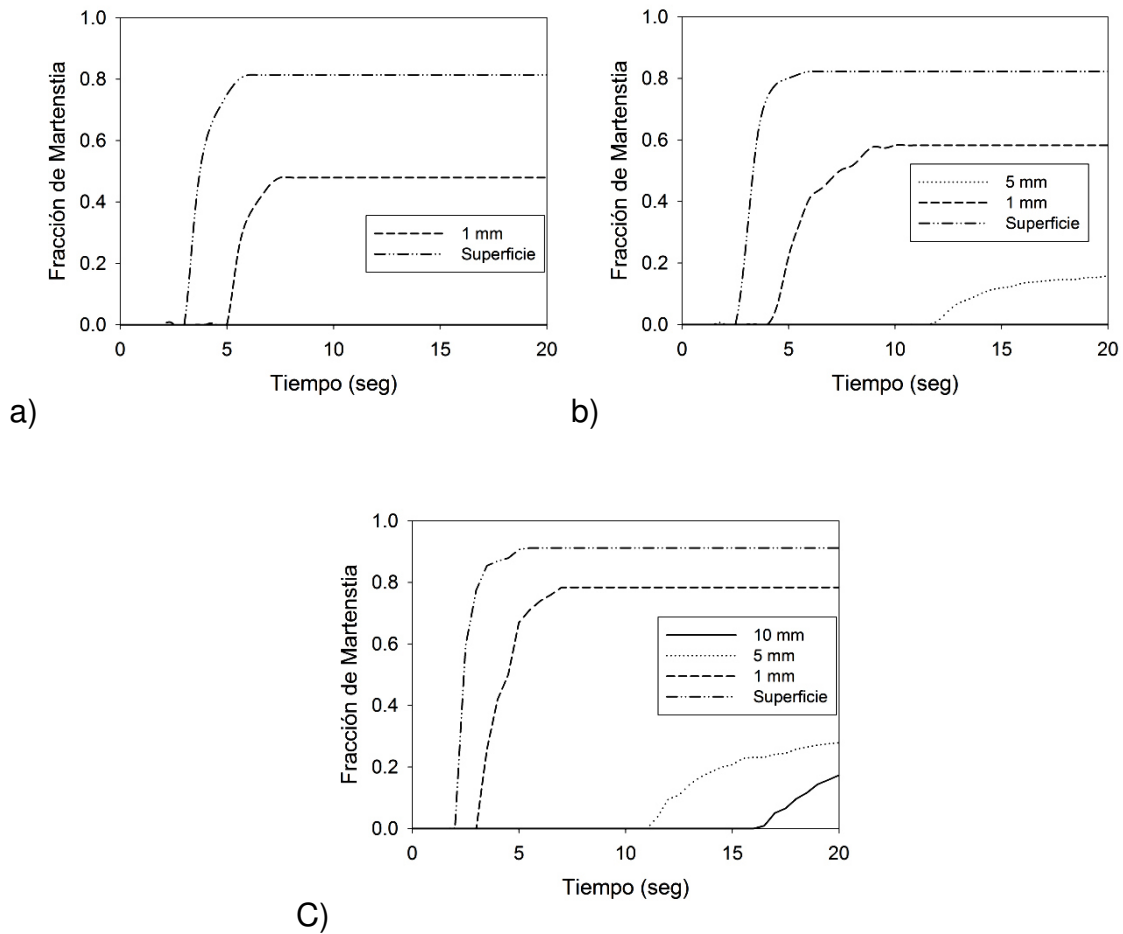 1.0
0.8
0.6
0.4
0.2
0.0
Fracción de Martenstia
1 mm
Superficie
0 5 10 15 20
Tiempo (seg)
a)
1.0
0.8
0.6
0.4
0.2
0.0
Fracción de Martenstia
5 mm
1 mm
Superficie
0 5 10 15 20
Tiempo (seg)
b)
1.0
0.8
0.6
0.4
0.2
0.0
Fracción de Martenstia
10 mm
5 mm
1 mm
Superficie
0 5 10 15 20
Tiempo (seg)
C)